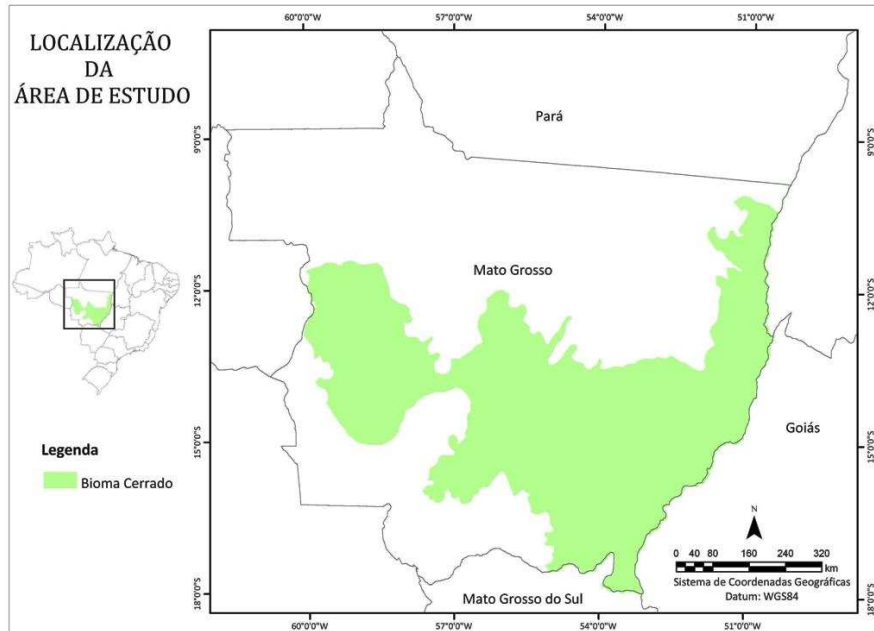 LOCALIZAÇÃO
DA
ÁREA DE ESTUDO
60°0'0"W
57°0'0"W
54°0'0"W
51°0'0"W
9°0'0"S
12°0'0"S
15°0'0"S
18°0'0"S
Pará
Mato Grosso
Goiás
Mato Grosso do Sul
9°0'0"S
12°0'0"S
15°0'0"S
18°0'0"S
Legenda
Bioma Cerrado
N
0 40 80 160 240 320
km
Sistema de Coordenadas Geográficas
Datum: WGS84
60°0'0"W
57°0'0"W
54°0'0"W
51°0'0"W